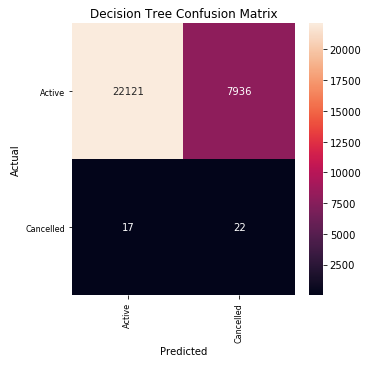 Decision Tree Confusion Matrix
Actual
Active
22121 7936
Cancelled
17 22
Active
Cancelled
Predicted
20000
17500
15000
12500
10000
7500
5000
2500